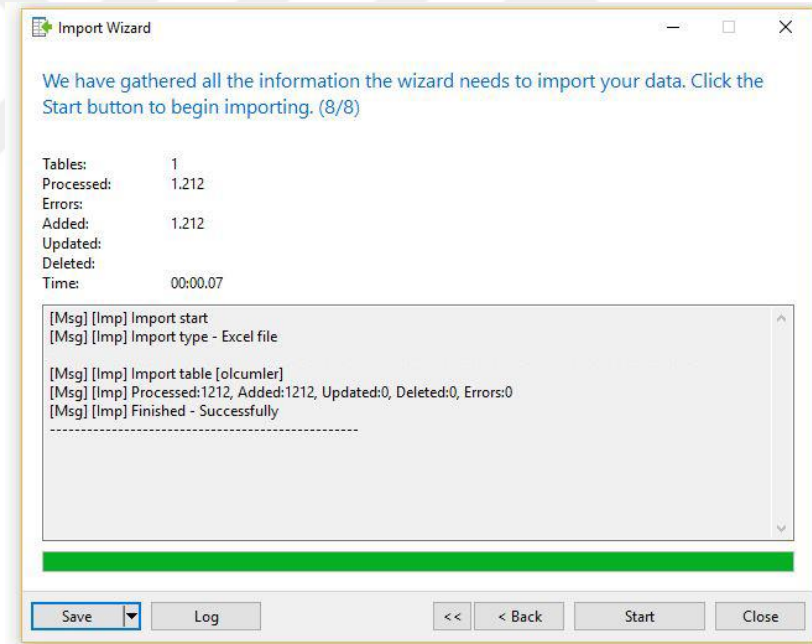 Import Wizard
We have gathered all the information the wizard needs to import your data. Click the
Start button to begin importing. (8/8)
Tables: 1
Processed: 1.212
Errors:
Added: 1.212
Updated:
Deleted:
Time: 00:00.07
[Msg] [Imp] Import start
[Msg] [Imp] Import type - Excel file
[Msg] [Imp] Import table [olcumler]
[Msg] [Imp] Processed:1212, Added:1212, Updated:0, Deleted:0, Errors:0
[Msg] [Imp] Finished - Successfully
--------------------------------------------------
Save Log << < Back Start Close